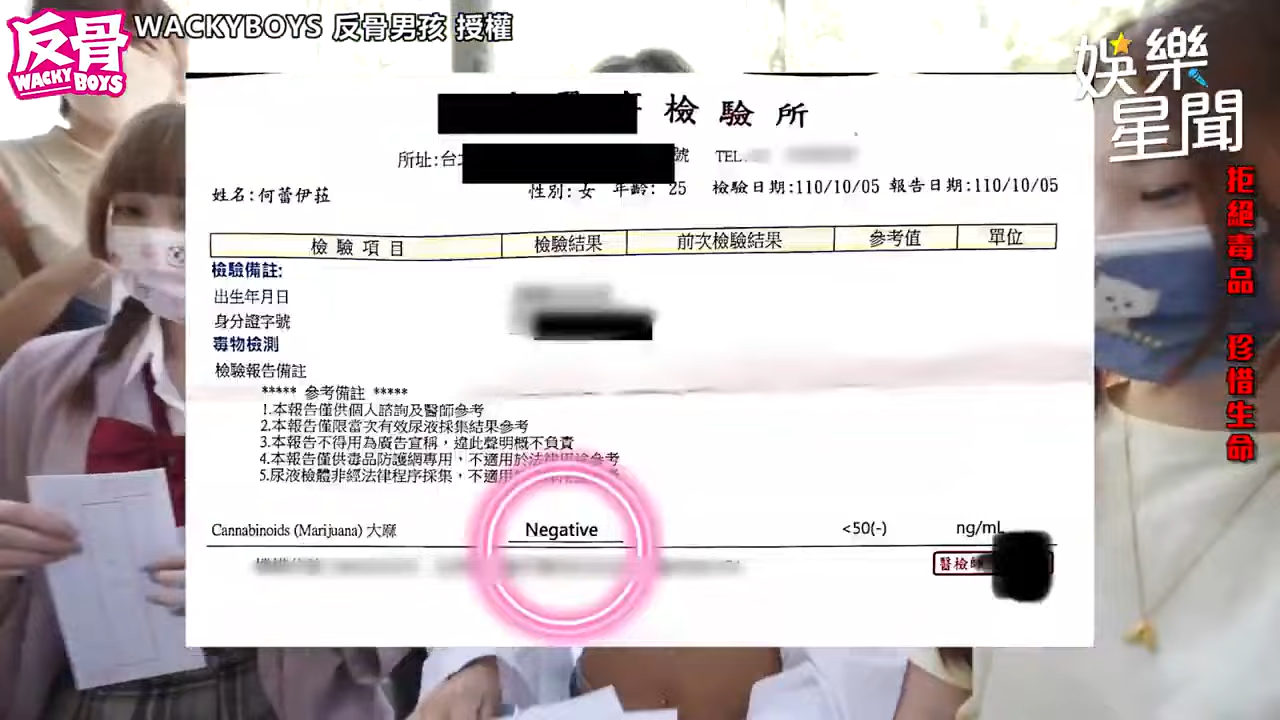 反骨
WACKY BOYS
WACKYBOYS 反骨男孩 授權
娛樂
星聞
拒絕毒品 珍惜生命
檢驗所
所址:台 號 TEL
姓名:何蕾伊菈 性別: 女 年齡: 25 檢驗日期:110/10/05 報告日期:110/10/05
檢驗項目 檢驗結果 前次檢驗結果 參考值 單位
檢驗備註:
出生年月日
身分證字號
毒物檢測
檢驗報告備註
***** 參考備註 *****
1.本報告僅供個人諮詢及醫師參考
2.本報告僅限當次有效尿液採集結果參考
3.本報告不得用為廣告宣稱，違此聲明概不負責
4.本報告僅供毒品防護網專用，不適用於法律用途參考
5.尿液檢體非經法律程序採集，不適用
Cannabinoids (Marijuana) 大麻 Negative <50(-) ng/mL
醫檢師